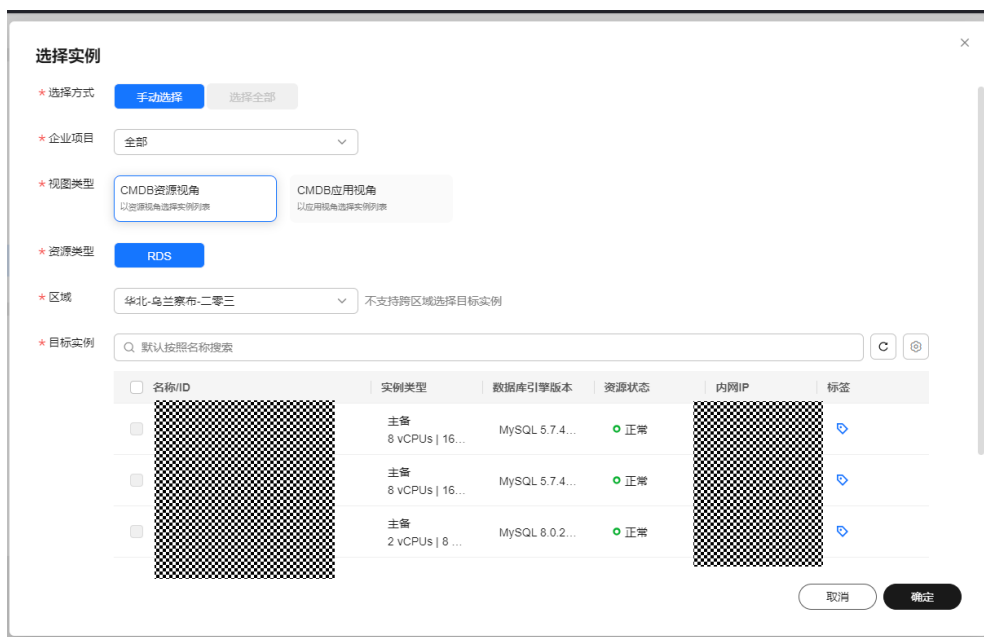 选择实例
* 选择方式 手动选择 选择全部
* 企业项目 全部
* 视图类型 CMDB资源视角 CMDB应用视角
以资源视角选择实例列表 以应用视角选择实例列表
* 资源类型 RDS
* 区域 华北-乌兰察布-二零三 不支持跨区域选择目标实例
* 目标实例 默认按照名称搜索
名称/ID 实例类型 数据库引擎版本 资源状态 内网IP 标签
主备
8 vCPUs | 16... MySQL 5.7.4... 正常
主备
8 vCPUs | 16... MySQL 5.7.4... 正常
主备
2 vCPUs | 8 ... MySQL 8.0.2... 正常
取消 确定